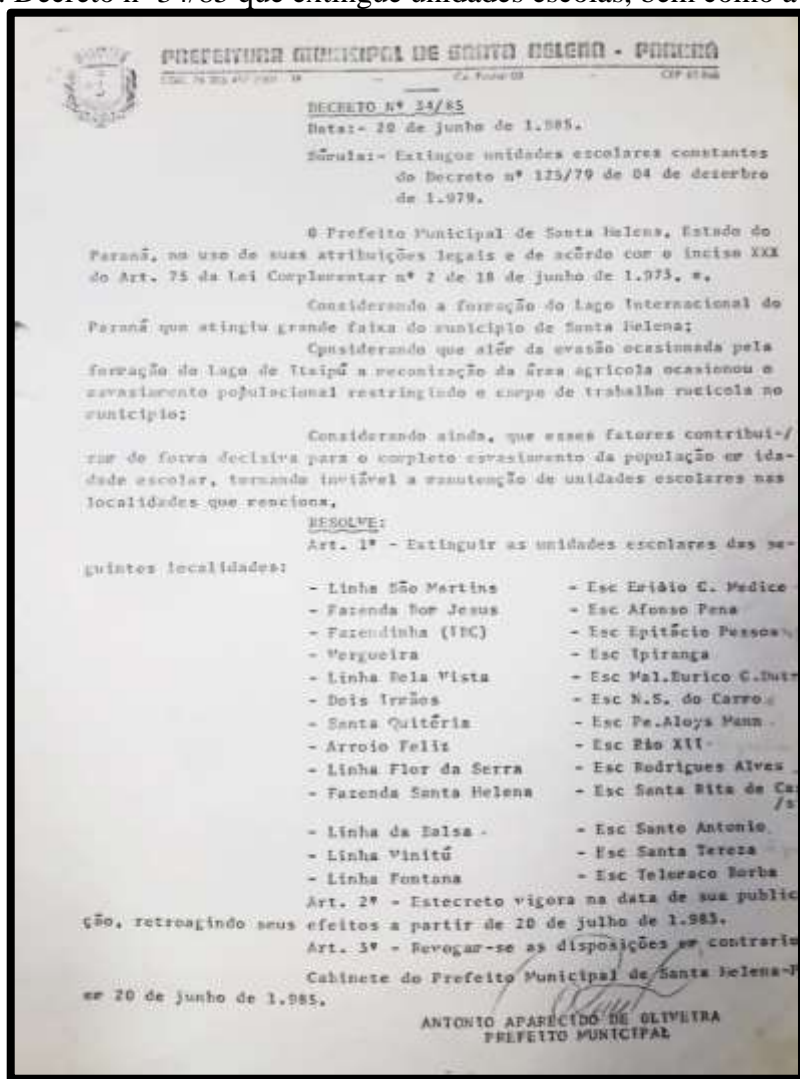 . Decreto nº 34/85 que extingue unidades escolas, bem como a
PREFEITURA MUNICIPAL DE SANTA HELENA - PARANÁ
DECRETO Nº 34/85
Data:- 20 de junho de 1.985.
Súmula:- Extingue unidades escolares constantes
do Decreto nº 125/79 de 04 de dezembro
de 1.979.
O Prefeito Municipal de Santa Helena, Estado do
Paraná, no uso de suas atribuições legais e de acôrdo com o inciso XXX
do Art. 75 da Lei Complementar nº 2 de 18 de junho de 1.973,
Considerando a formação do Lago Internacional do
Paraná que atingiu grande faixa do município de Santa Helena;
Cpnsiderando que além da evasão ocasionada pela
formação do Lago de Itaipú a mecanização da área agrícola ocasionou o
esvasiamento populacional restringindo o campo de trabalho rurícola no
município;
Considerando ainda, que esses fatores contribui-/
ram de forma decisiva para o completo esvasiamento da população em ida-
dade escolar, tornando inviável a manutenção de unidades escolares nas
localidades que menciona,
RESOLVE:
Art. 1º - Extinguir as unidades escolares das se-
guintes localidades:
- Linha São Martins - Esc Emílio C. Medice
- Fazenda Bom Jesus - Esc Afonso Pena
- Fazendinha - Esc Epitácio Pessoa
- Vergueira - Esc Ipiranga
- Linha Bela Vista - Esc Mal.Eurico C.Dutr
- Dois Irmãos - Esc N.S. do Carmo
- Santa Quitéria - Esc Pe.Aloys Mann
- Arroio Feliz - Esc Pio XII
- Linha Flor da Serra - Esc Rodrigues Alves
- Fazenda Santa Helena - Esc Santa Rita de Ca
/s
- Linha da Balsa - Esc Santo Antonio
- Linha Vinitú - Esc Santa Tereza
- Linha Fontana - Esc Telemaco Borba
Art. 2º - Estecreto vigora na data de sua public
ção, retroagindo seus efeitos a partir de 20 de julho de 1.983.
Art. 3º - Revogam-se as disposições em contrario
Gabinete do Prefeito Municipal de Santa Helena-P
em 20 de junho de 1.985.
ANTONIO APARECIDO DE OLIVEIRA
PREFEITO MUNICIPAL